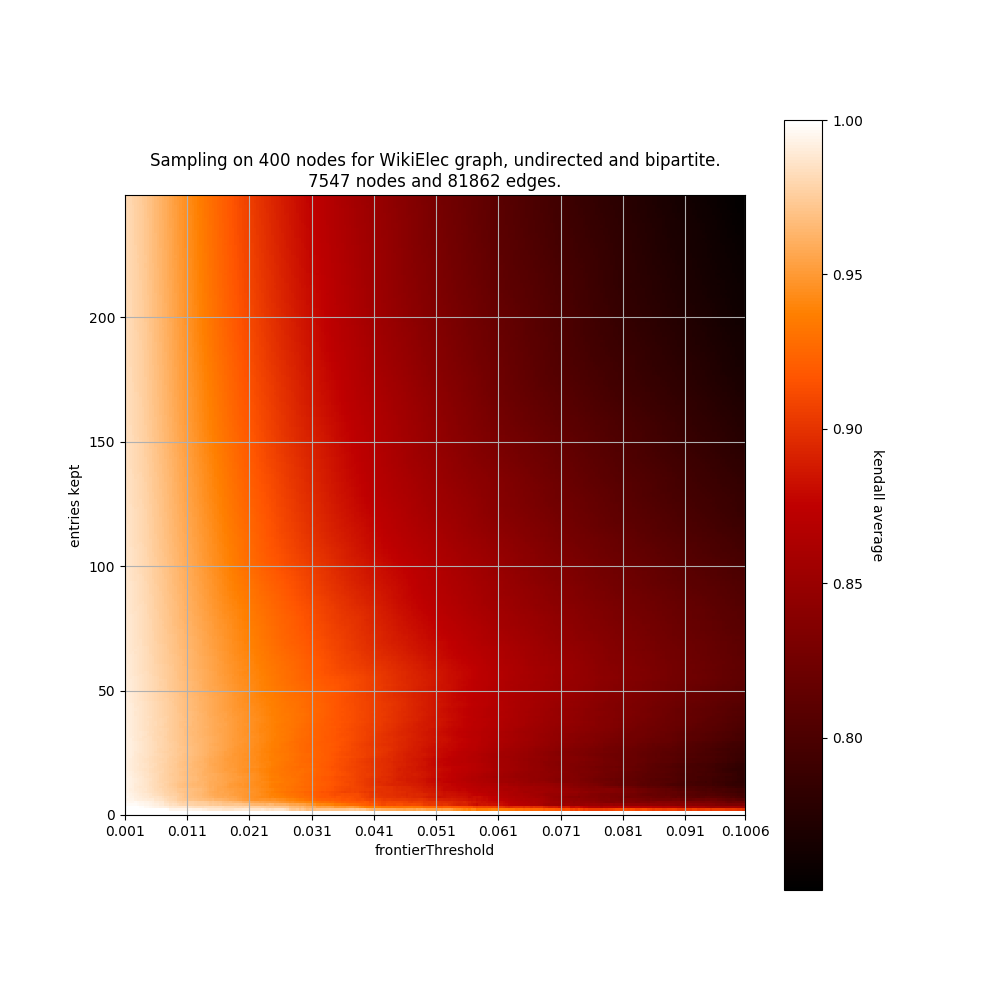 Sampling on 400 nodes for WikiElec graph, undirected and bipartite.
7547 nodes and 81862 edges.
1.00
0.95
0.90
0.85
0.80
kendall average
200
150
100
50
0
entries kept
0.001 0.011 0.021 0.031 0.041 0.051 0.061 0.071 0.081 0.091 0.1006
frontierThreshold